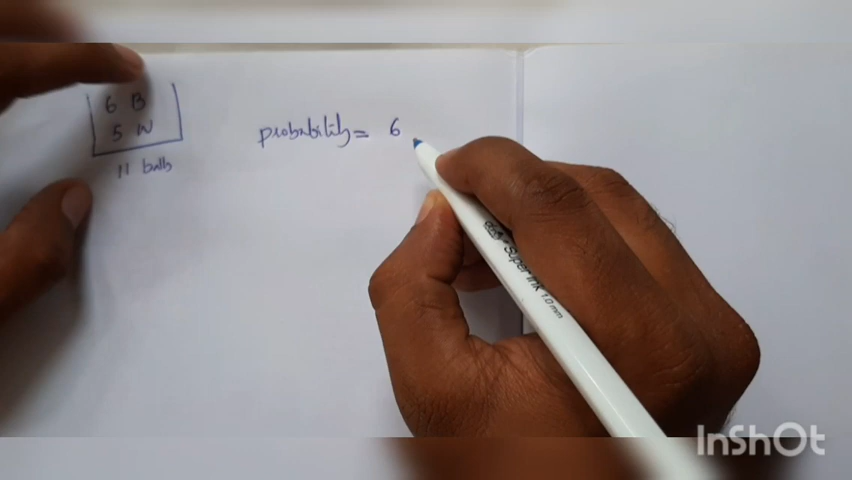 6 B
5 W
11 balls
probability = 6
Super ink 1.0 mm
InShOt